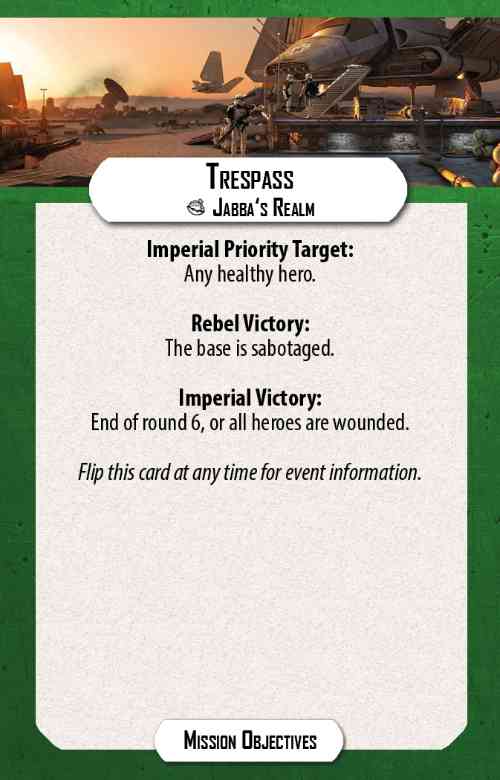 Trespass
Jabba's Realm
Imperial Priority Target:
Any healthy hero.
Rebel Victory:
The base is sabotaged.
Imperial Victory:
End of round 6, or all heroes are wounded.
Flip this card at any time for event information.
Mission Objectives